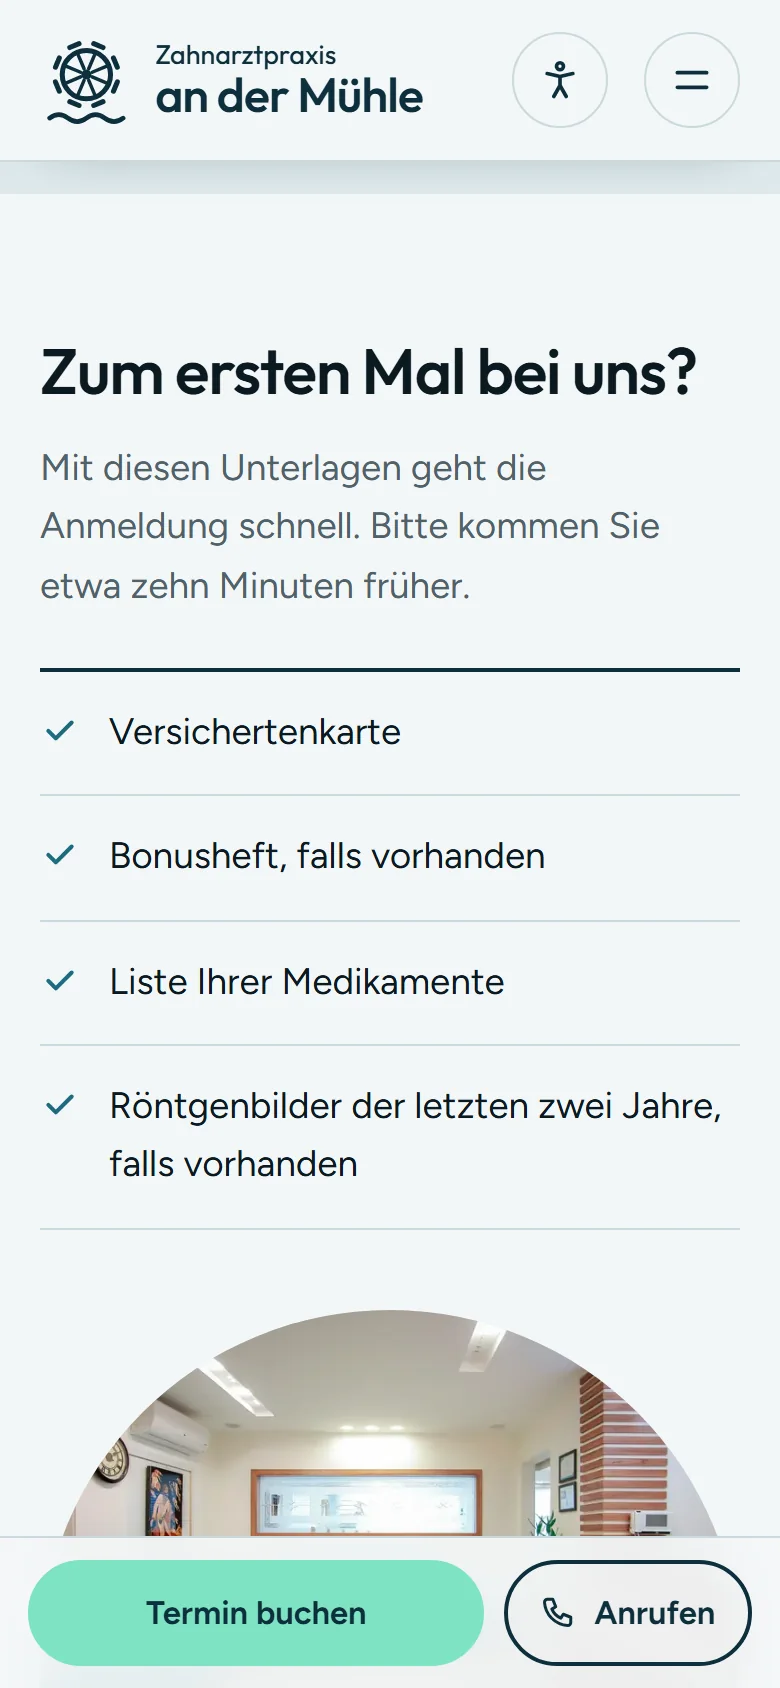 Zahnarztpraxis
an der Mühle
Zum ersten Mal bei uns?
Mit diesen Unterlagen geht die
Anmeldung schnell. Bitte kommen Sie
etwa zehn Minuten früher.
Versichertenkarte
Bonusheft, falls vorhanden
Liste Ihrer Medikamente
Röntgenbilder der letzten zwei Jahre,
falls vorhanden
Termin buchen
Anrufen